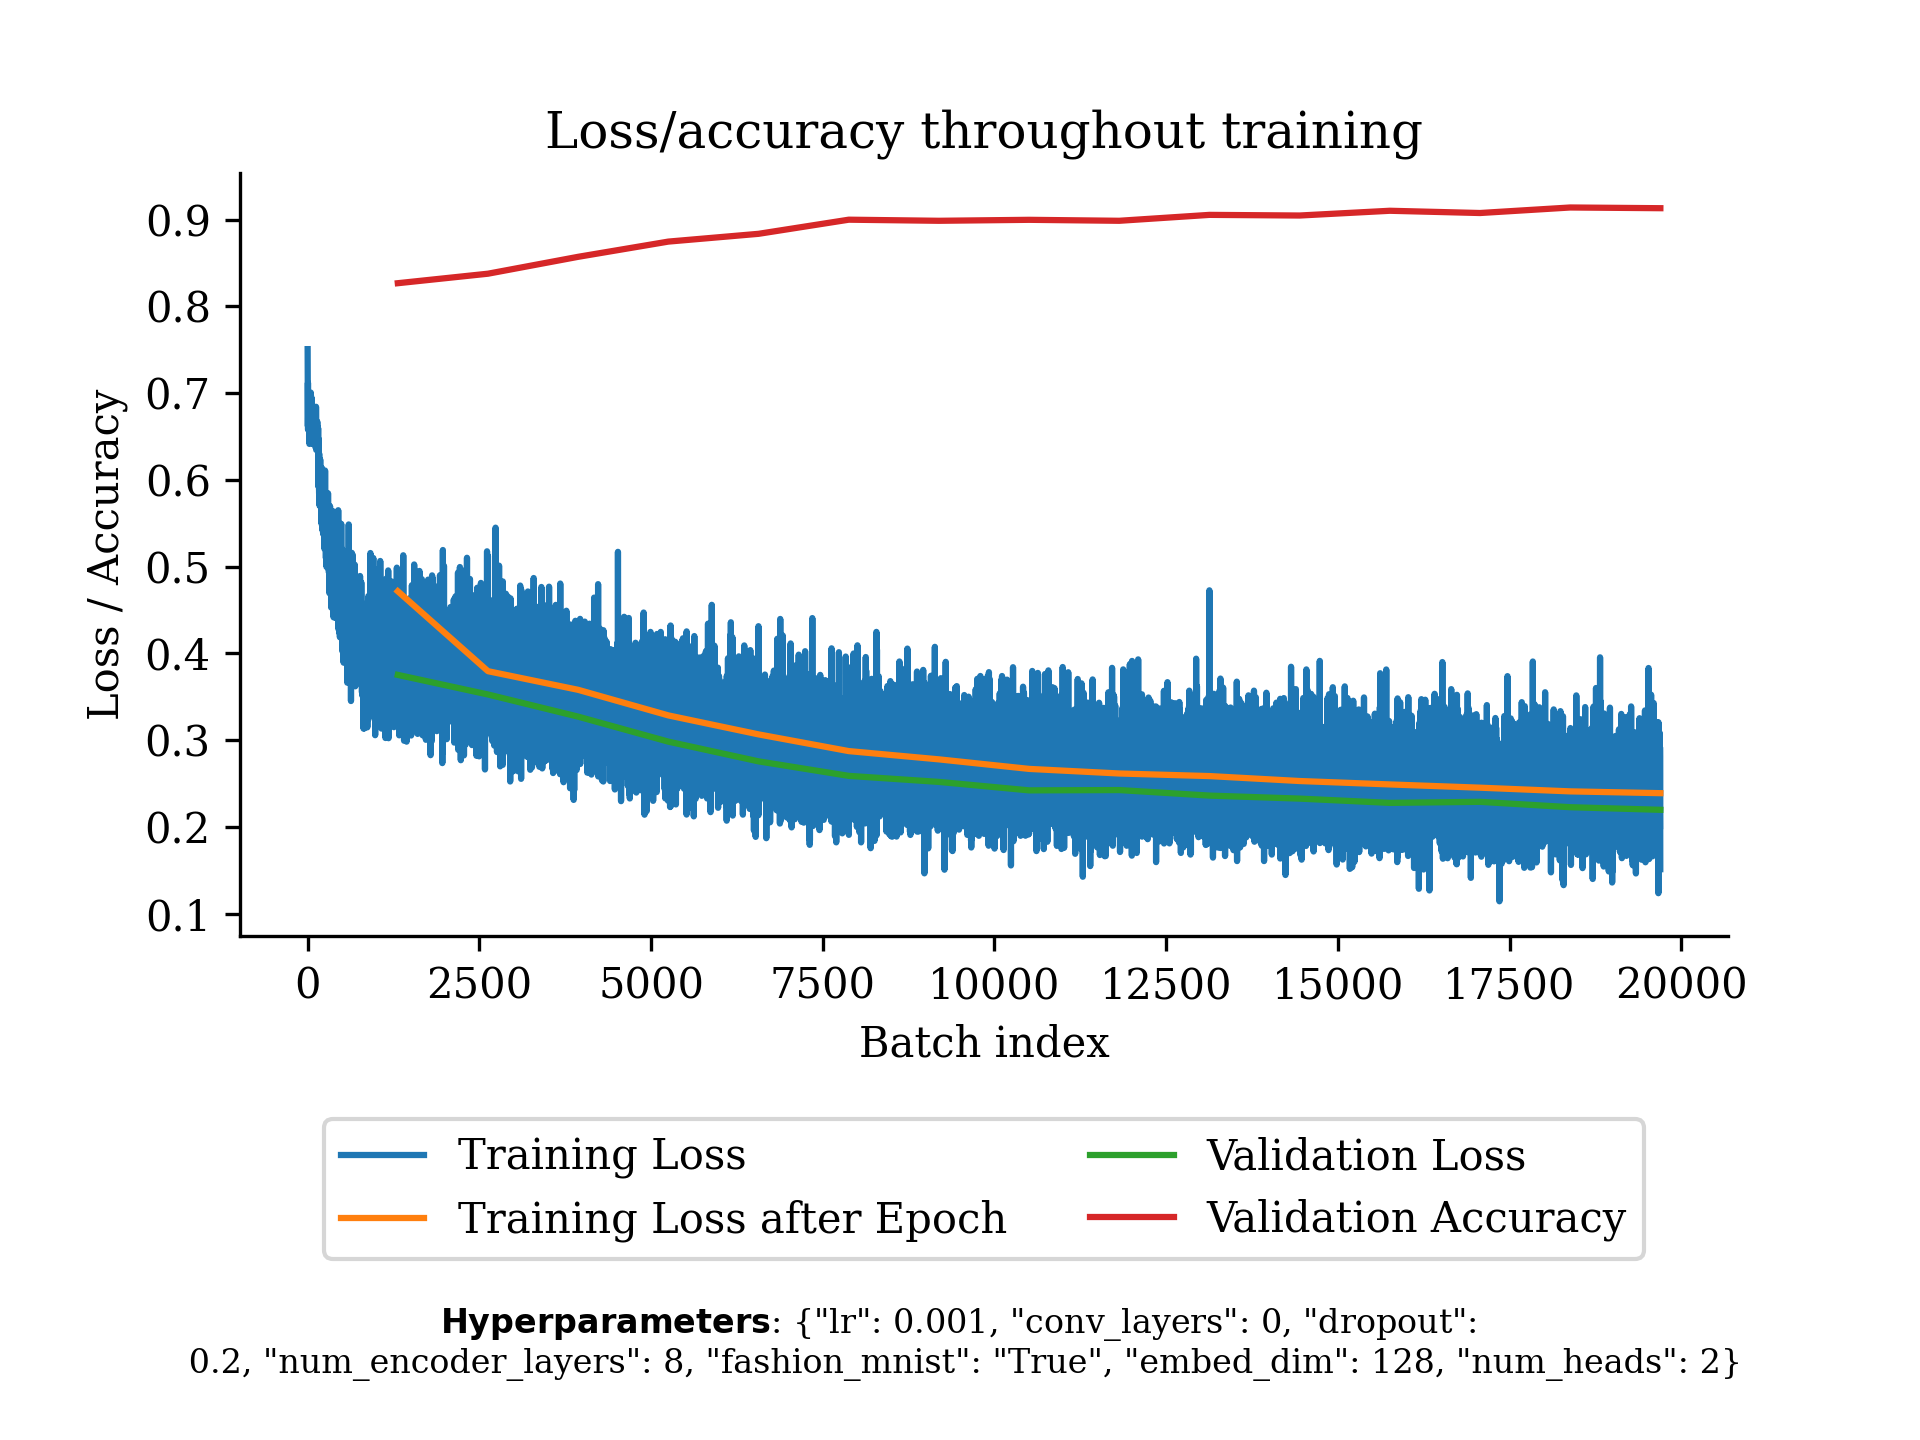 Loss/accuracy throughout training
Loss / Accuracy
0.9
0.8
0.7
0.6
0.5
0.4
0.3
0.2
0.1
0 2500 5000 7500 10000 12500 15000 17500 20000
Batch index
Training Loss
Training Loss after Epoch
Validation Loss
Validation Accuracy
Hyperparameters: {"lr": 0.001, "conv_layers": 0, "dropout":
0.2, "num_encoder_layers": 8, "fashion_mnist": "True", "embed_dim": 128, "num_heads": 2}